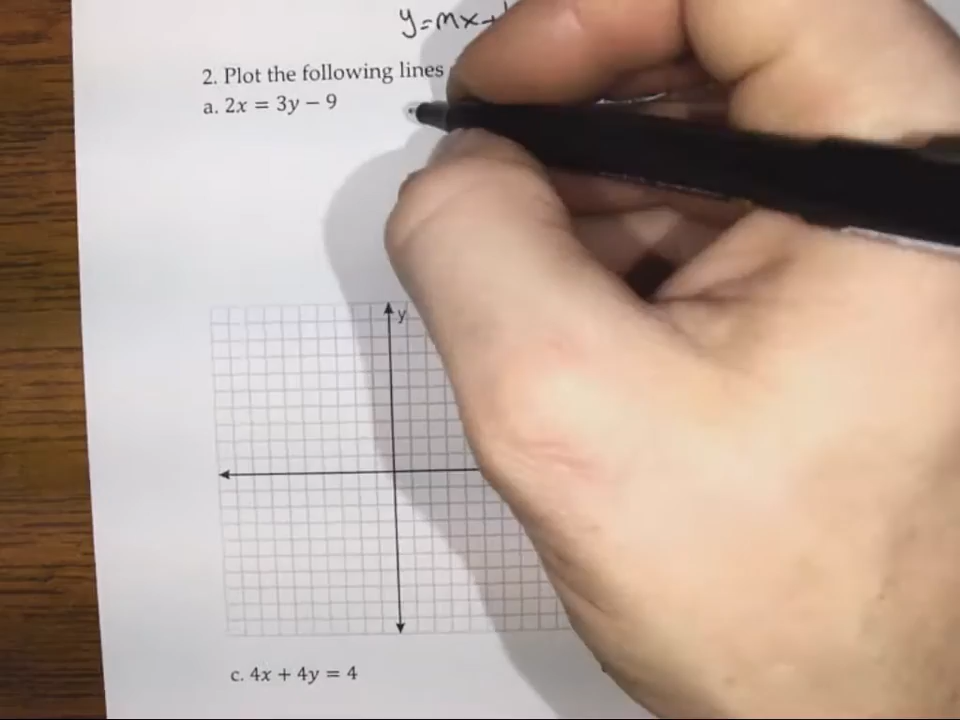 y=mx+
2. Plot the following lines
a. 2x = 3y − 9
y
c. 4x + 4y = 4